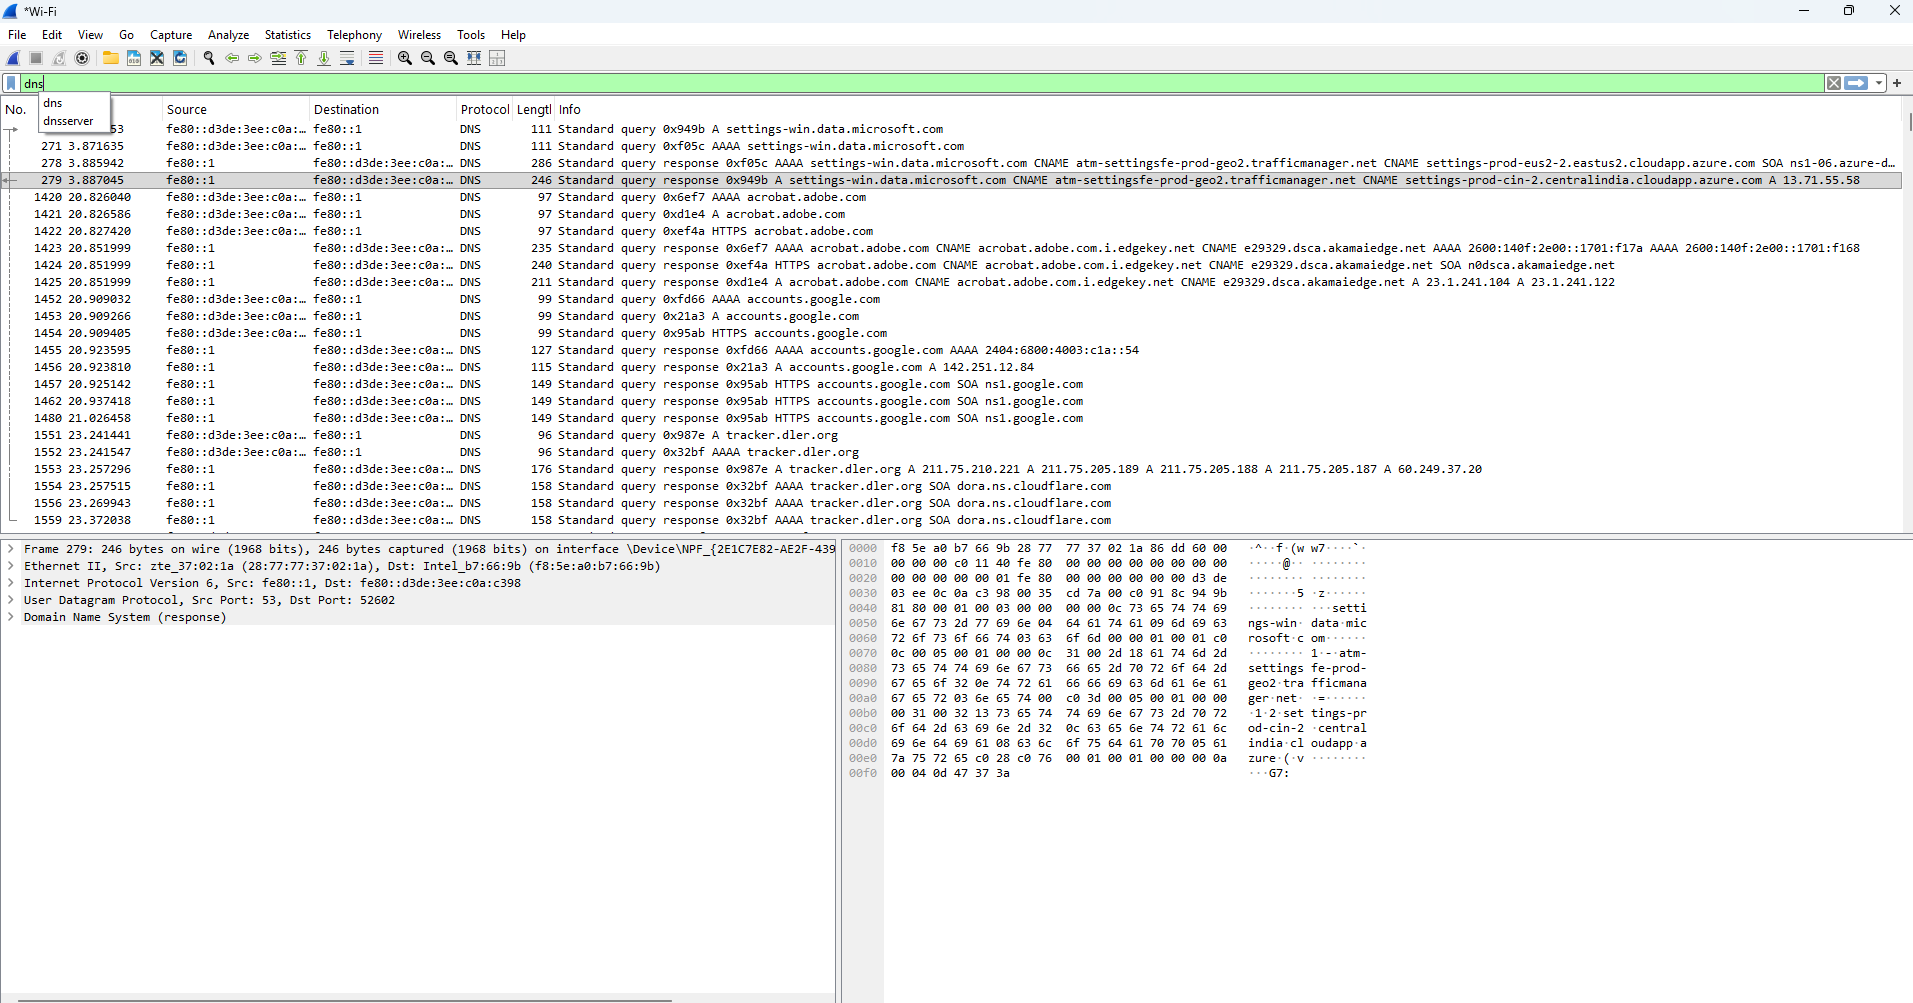 *Wi-Fi
File Edit View Go Capture Analyze Statistics Telephony Wireless Tools Help
dns
dns
dnsserver
No. Source Destination Protocol Lengtl Info
53 fe80::d3de:3ee:c0a:… fe80::1 DNS 111 Standard query 0x949b A settings-win.data.microsoft.com
271 3.871635 fe80::d3de:3ee:c0a:… fe80::1 DNS 111 Standard query 0xf05c AAAA settings-win.data.microsoft.com
278 3.885942 fe80::1 fe80::d3de:3ee:c0a:… DNS 286 Standard query response 0xf05c AAAA settings-win.data.microsoft.com CNAME atm-settingsfe-prod-geo2.trafficmanager.net CNAME settings-prod-eus2-2.eastus2.cloudapp.azure.com SOA ns1-06.azure-d…
279 3.887045 fe80::1 fe80::d3de:3ee:c0a:… DNS 246 Standard query response 0x949b A settings-win.data.microsoft.com CNAME atm-settingsfe-prod-geo2.trafficmanager.net CNAME settings-prod-cin-2.centralindia.cloudapp.azure.com A 13.71.55.58
1420 20.826040 fe80::d3de:3ee:c0a:… fe80::1 DNS 97 Standard query 0x6ef7 AAAA acrobat.adobe.com
1421 20.826586 fe80::d3de:3ee:c0a:… fe80::1 DNS 97 Standard query 0xd1e4 A acrobat.adobe.com
1422 20.827420 fe80::d3de:3ee:c0a:… fe80::1 DNS 97 Standard query 0xef4a HTTPS acrobat.adobe.com
1423 20.851999 fe80::1 fe80::d3de:3ee:c0a:… DNS 235 Standard query response 0x6ef7 AAAA acrobat.adobe.com CNAME acrobat.adobe.com.i.edgekey.net CNAME e29329.dsca.akamaiedge.net AAAA 2600:140f:2e00::1701:f17a AAAA 2600:140f:2e00::1701:f168
1424 20.851999 fe80::1 fe80::d3de:3ee:c0a:… DNS 240 Standard query response 0xef4a HTTPS acrobat.adobe.com CNAME acrobat.adobe.com.i.edgekey.net CNAME e29329.dsca.akamaiedge.net SOA n0dsca.akamaiedge.net
1425 20.851999 fe80::1 fe80::d3de:3ee:c0a:… DNS 211 Standard query response 0xd1e4 A acrobat.adobe.com CNAME acrobat.adobe.com.i.edgekey.net CNAME e29329.dsca.akamaiedge.net A 23.1.241.104 A 23.1.241.122
1452 20.909032 fe80::d3de:3ee:c0a:… fe80::1 DNS 99 Standard query 0xfd66 AAAA accounts.google.com
1453 20.909266 fe80::d3de:3ee:c0a:… fe80::1 DNS 99 Standard query 0x21a3 A accounts.google.com
1454 20.909405 fe80::d3de:3ee:c0a:… fe80::1 DNS 99 Standard query 0x95ab HTTPS accounts.google.com
1455 20.923595 fe80::1 fe80::d3de:3ee:c0a:… DNS 127 Standard query response 0xfd66 AAAA accounts.google.com AAAA 2404:6800:4003:c1a::54
1456 20.923810 fe80::1 fe80::d3de:3ee:c0a:… DNS 115 Standard query response 0x21a3 A accounts.google.com A 142.251.12.84
1457 20.925142 fe80::1 fe80::d3de:3ee:c0a:… DNS 149 Standard query response 0x95ab HTTPS accounts.google.com SOA ns1.google.com
1462 20.937418 fe80::1 fe80::d3de:3ee:c0a:… DNS 149 Standard query response 0x95ab HTTPS accounts.google.com SOA ns1.google.com
1480 21.026458 fe80::1 fe80::d3de:3ee:c0a:… DNS 149 Standard query response 0x95ab HTTPS accounts.google.com SOA ns1.google.com
1551 23.241441 fe80::d3de:3ee:c0a:… fe80::1 DNS 96 Standard query 0x987e A tracker.dler.org
1552 23.241547 fe80::d3de:3ee:c0a:… fe80::1 DNS 96 Standard query 0x32bf AAAA tracker.dler.org
1553 23.257296 fe80::1 fe80::d3de:3ee:c0a:… DNS 176 Standard query response 0x987e A tracker.dler.org A 211.75.210.221 A 211.75.205.189 A 211.75.205.188 A 211.75.205.187 A 60.249.37.20
1554 23.257515 fe80::1 fe80::d3de:3ee:c0a:… DNS 158 Standard query response 0x32bf AAAA tracker.dler.org SOA dora.ns.cloudflare.com
1556 23.269943 fe80::1 fe80::d3de:3ee:c0a:… DNS 158 Standard query response 0x32bf AAAA tracker.dler.org SOA dora.ns.cloudflare.com
1559 23.372038 fe80::1 fe80::d3de:3ee:c0a:… DNS 158 Standard query response 0x32bf AAAA tracker.dler.org SOA dora.ns.cloudflare.com
Frame 279: 246 bytes on wire (1968 bits), 246 bytes captured (1968 bits) on interface \Device\NPF_{2E1C7E82-AE2F-439
Ethernet II, Src: zte_37:02:1a (28:77:77:37:02:1a), Dst: Intel_b7:66:9b (f8:5e:a0:b7:66:9b)
Internet Protocol Version 6, Src: fe80::1, Dst: fe80::d3de:3ee:c0a:c398
User Datagram Protocol, Src Port: 53, Dst Port: 52602
Domain Name System (response)
0000 f8 5e a0 b7 66 9b 28 77 77 37 02 1a 86 dd 60 00 ·^··f·(w w7····`·
0010 00 00 00 c0 11 40 fe 80 00 00 00 00 00 00 00 00 ·····@·· ········
0020 00 00 00 00 00 01 fe 80 00 00 00 00 00 00 d3 de ········ ········
0030 03 ee 0c 0a c3 98 00 35 cd 7a 00 c0 91 8c 94 9b ·······5 ·z······
0040 81 80 00 01 00 03 00 00 00 00 0c 73 65 74 74 69 ········ ···setti
0050 6e 67 73 2d 77 69 6e 04 64 61 74 61 09 6d 69 63 ngs-win· data·mic
0060 72 6f 73 6f 66 74 03 63 6f 6d 00 00 01 00 01 c0 rosoft·c om······
0070 0c 00 05 00 01 00 00 0c 31 00 2d 18 61 74 6d 2d ········ 1·-·atm-
0080 73 65 74 74 69 6e 67 73 66 65 2d 70 72 6f 64 2d settings fe-prod-
0090 67 65 6f 32 0e 74 72 61 66 66 69 63 6d 61 6e 61 geo2·tra fficmana
00a0 67 65 72 03 6e 65 74 00 c0 3d 00 05 00 01 00 00 ger·net· ·=······
00b0 00 31 00 32 13 73 65 74 74 69 6e 67 73 2d 70 72 ·1·2·set tings-pr
00c0 6f 64 2d 63 69 6e 2d 32 0c 63 65 6e 74 72 61 6c od-cin-2 ·central
00d0 69 6e 64 69 61 08 63 6c 6f 75 64 61 70 70 05 61 india·cl oudapp·a
00e0 7a 75 72 65 c0 28 c0 76 00 01 00 01 00 00 00 0a zure·(·v ········
00f0 00 04 0d 47 37 3a ···G7: